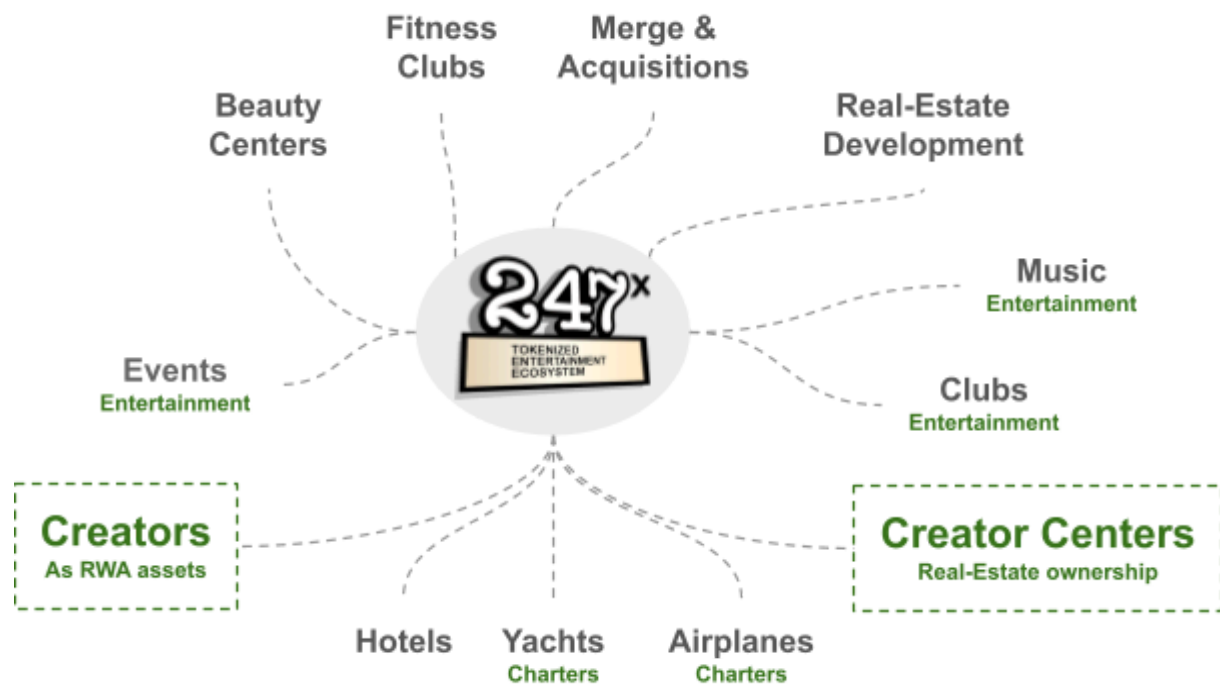 Fitness
Clubs
Merge &
Acquisitions
Beauty
Centers
Real-Estate
Development
247x
TOKENIZED
ENTERTAINMENT
ECOSYSTEM
Music
Entertainment
Events
Entertainment
Clubs
Entertainment
Creators
As RWA assets
Creator Centers
Real-Estate ownership
Hotels
Yachts
Charters
Airplanes
Charters